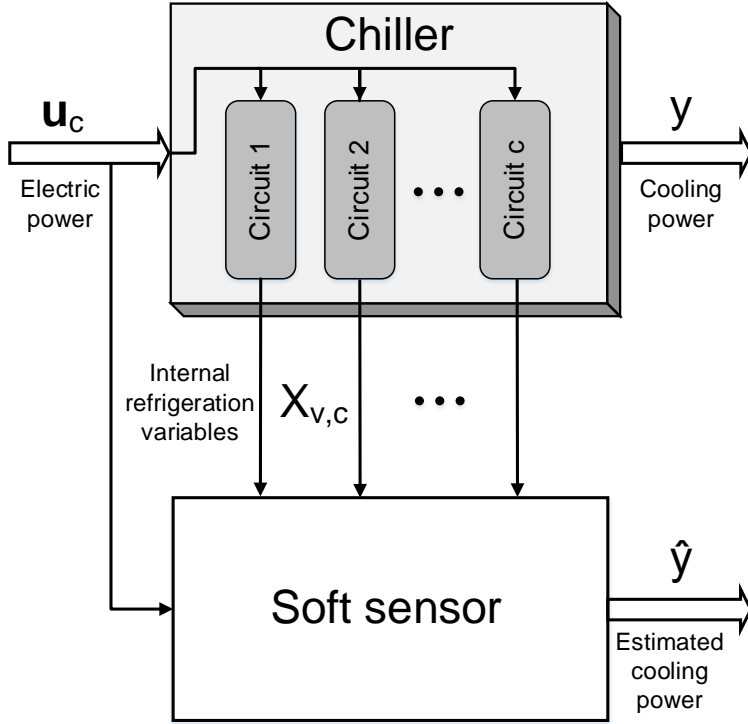 Chiller
u_c
Electric
power
Circuit 1
Circuit 2
•••
Circuit c
y
Cooling
power
Internal
refrigeration
variables
X_v,c
•••
Soft sensor
ŷ
Estimated
cooling
power